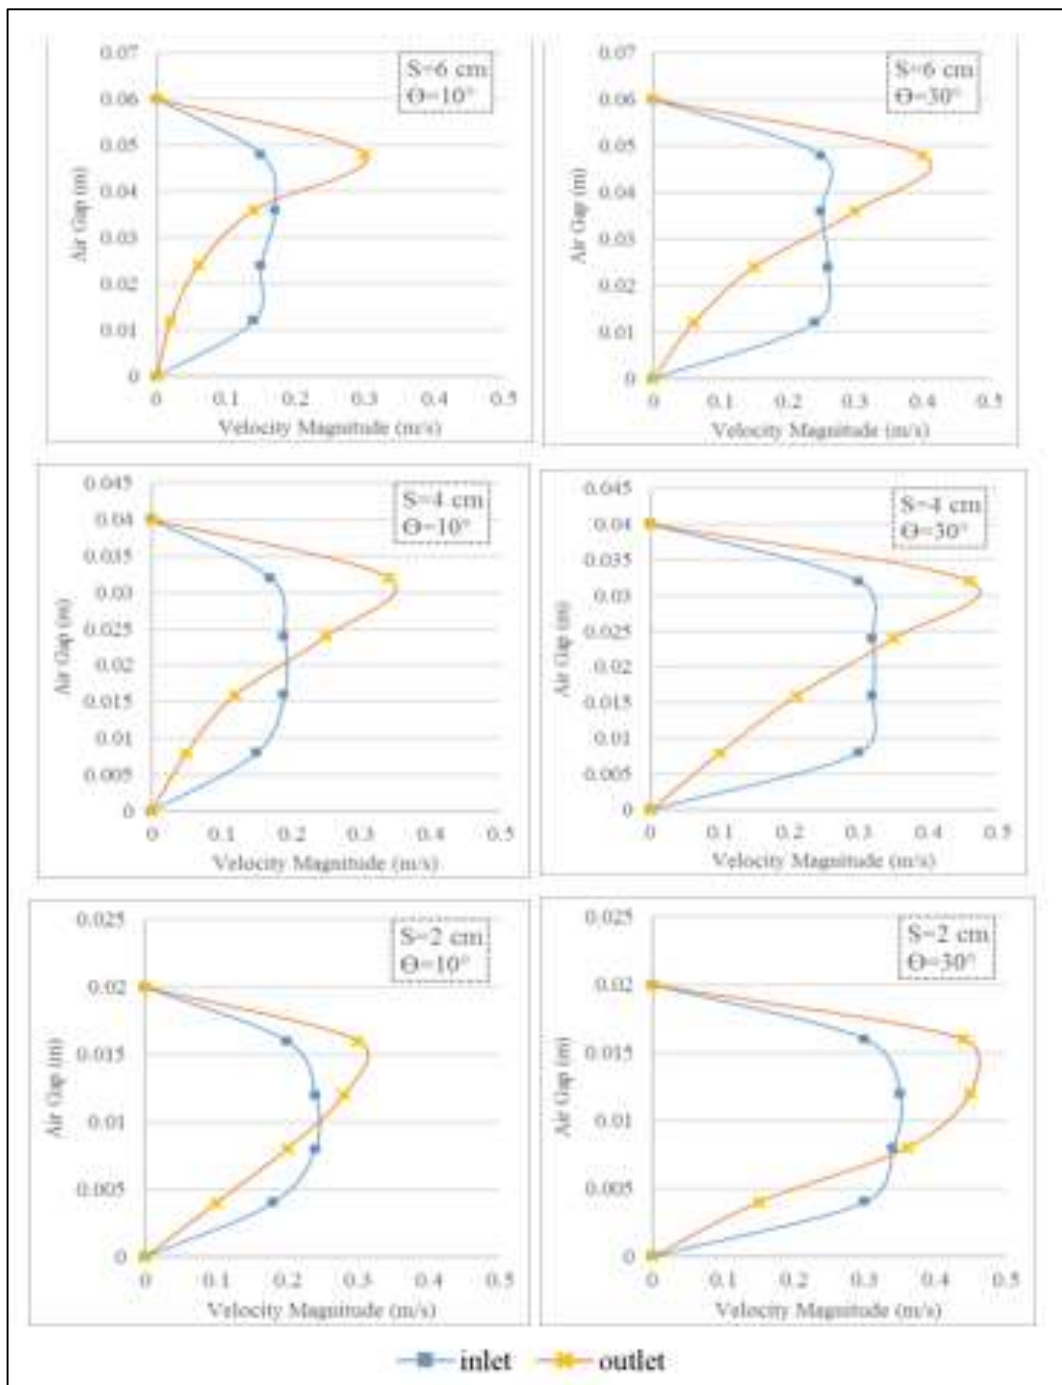 0.07
0.06
0.05
0.04
0.03
0.02
0.01
0
Air Gap (m)
S=6 cm
Θ=10°
0 0.1 0.2 0.3 0.4 0.5
Velocity Magnitude (m/s)
0.07
0.06
0.05
0.04
0.03
0.02
0.01
0
Air Gap (m)
S=6 cm
Θ=30°
0 0.1 0.2 0.3 0.4 0.5
Velocity Magnitude (m/s)
0.045
0.04
0.035
0.03
0.025
0.02
0.015
0.01
0.005
0
Air Gap (m)
S=4 cm
Θ=10°
0 0.1 0.2 0.3 0.4 0.5
Velocity Magnitude (m/s)
0.045
0.04
0.035
0.03
0.025
0.02
0.015
0.01
0.005
0
Air Gap (m)
S=4 cm
Θ=30°
0 0.1 0.2 0.3 0.4 0.5
Velocity Magnitude (m/s)
0.025
0.02
0.015
0.01
0.005
0
Air Gap (m)
S=2 cm
Θ=10°
0 0.1 0.2 0.3 0.4 0.5
Velocity Magnitude (m/s)
0.025
0.02
0.015
0.01
0.005
0
Air Gap (m)
S=2 cm
Θ=30°
0 0.1 0.2 0.3 0.4 0.5
Velocity Magnitude (m/s)
inlet outlet